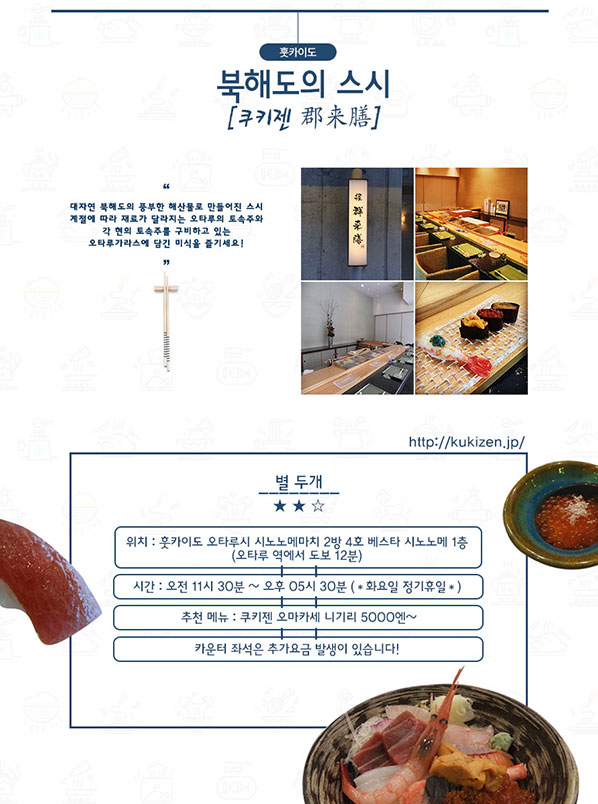 훗카이도
북해도의 스시
[쿠키젠 郡来膳]
“
대자연 북해도의 풍부한 해산물로 만들어진 스시
계절에 따라 재료가 달라지는 오타루의 토속주와
각 현의 토속주를 구비하고 있는
오타루가라스에 담긴 미식을 즐기세요!
”
群来膳
http://kukizen.jp/
별 두개
★★☆
위치 : 훗카이도 오타루시 시노노메마치 2방 4호 베스타 시노노메 1층
(오타루 역에서 도보 12분)
시간 : 오전 11시 30분 ~ 오후 05시 30분 (*화요일 정기휴일*)
추천 메뉴 : 쿠키젠 오마카세 니기리 5000엔~
카운터 좌석은 추가요금 발생이 있습니다!